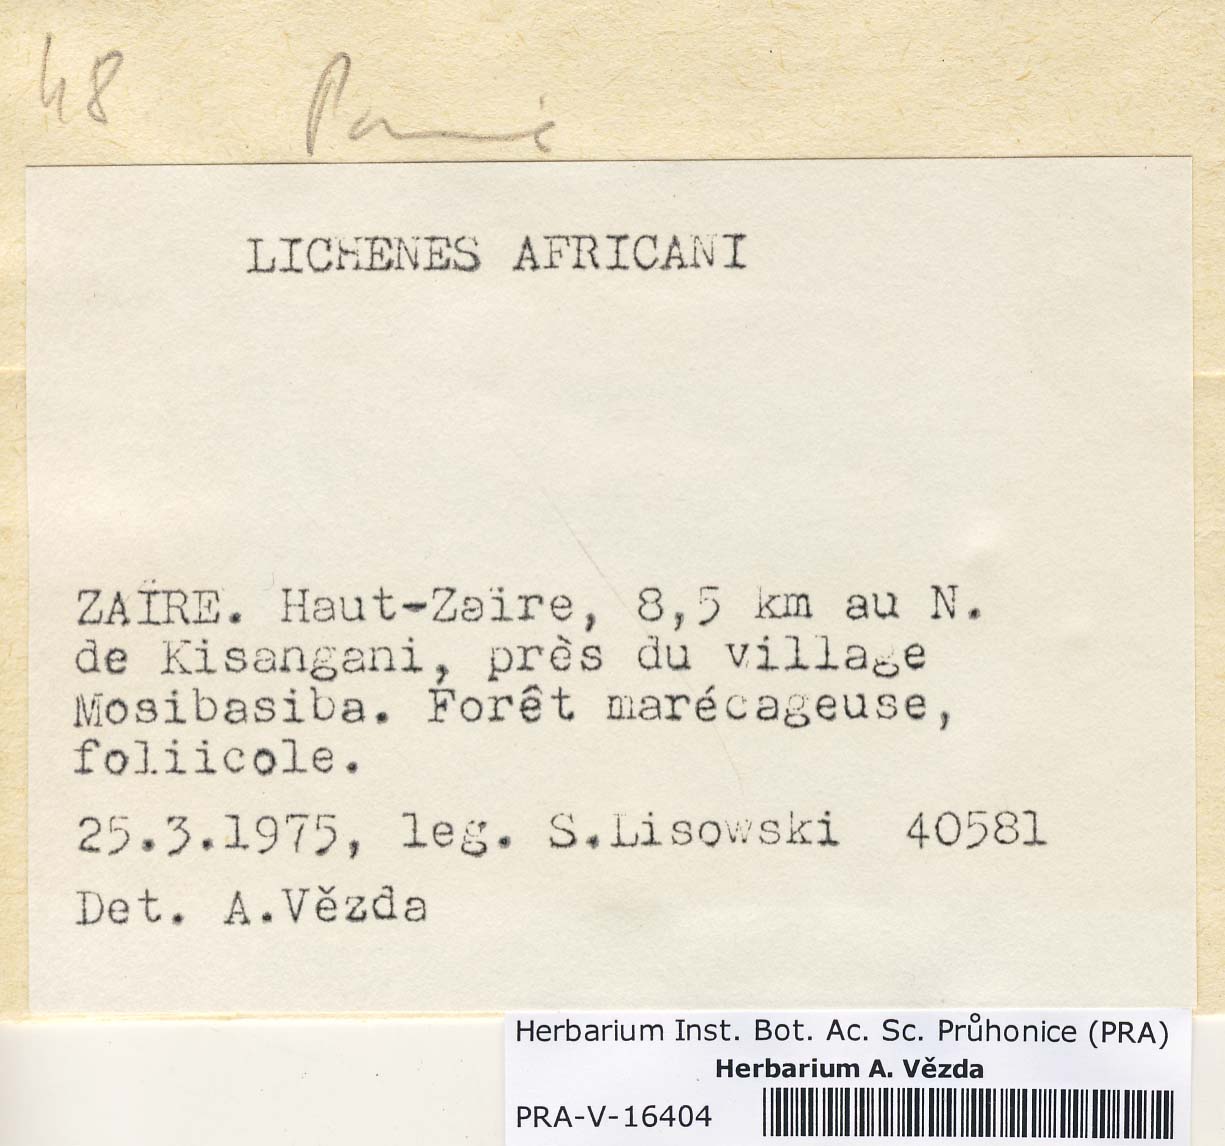 48
LICHENES AFRICANI
ZAÏRE. Haut-Zaïre, 8,5 km au N.
de Kisangani, près du village
Mosibasiba. Forêt marécageuse,
foliicole.
25.3.1975, leg. S.Lisowski 40581
Det. A.Vězda
Herbarium Inst. Bot. Ac. Sc. Průhonice (PRA)
Herbarium A. Vězda
PRA-V-16404